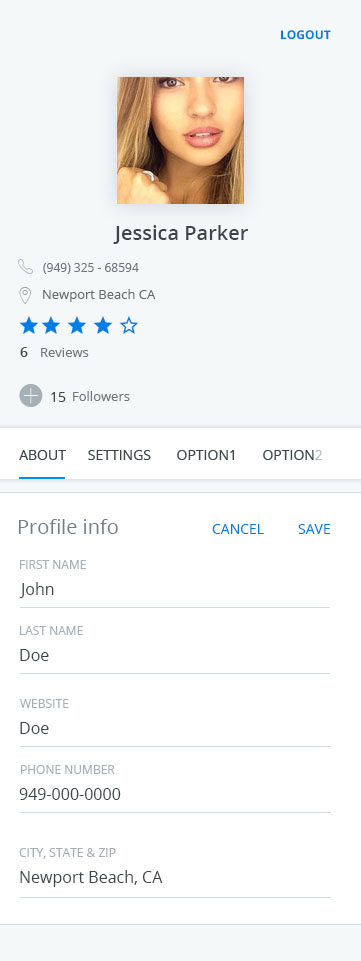 LOGOUT
Jessica Parker
(949) 325 - 68594
Newport Beach CA
6 Reviews
15 Followers
ABOUT SETTINGS OPTION1 OPTION2
Profile info CANCEL SAVE
FIRST NAME
John
LAST NAME
Doe
WEBSITE
Doe
PHONE NUMBER
949-000-0000
CITY, STATE & ZIP
Newport Beach, CA